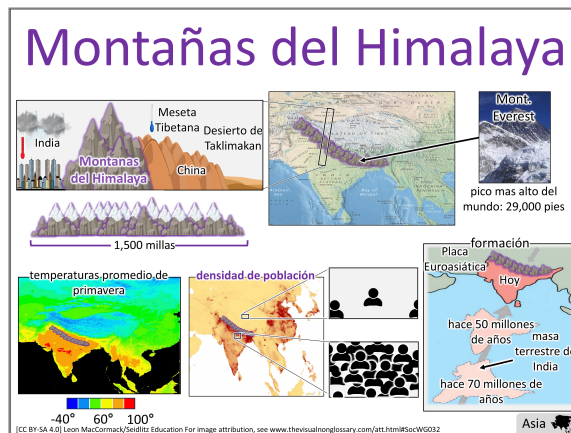 Montañas del Himalaya
India
Meseta
Tibetana
Desierto de
Taklimakan
Montanas
del Himalaya
China
1,500 millas
Mont.
Everest
pico mas alto del
mundo: 29,000 pies
temperaturas promedio de
primavera
-40° 60° 100°
densidad de población
formación
Placa
Euroasiática
Hoy
hace 50 millones
de años
masa
terrestre de
India
hace 70 millones de
años
[CC BY-SA 4.0] Leon MacCormack/Seidlitz Education For image attribution, see www.thevisualnonglossary.com/att.html#SocWG032
Asia